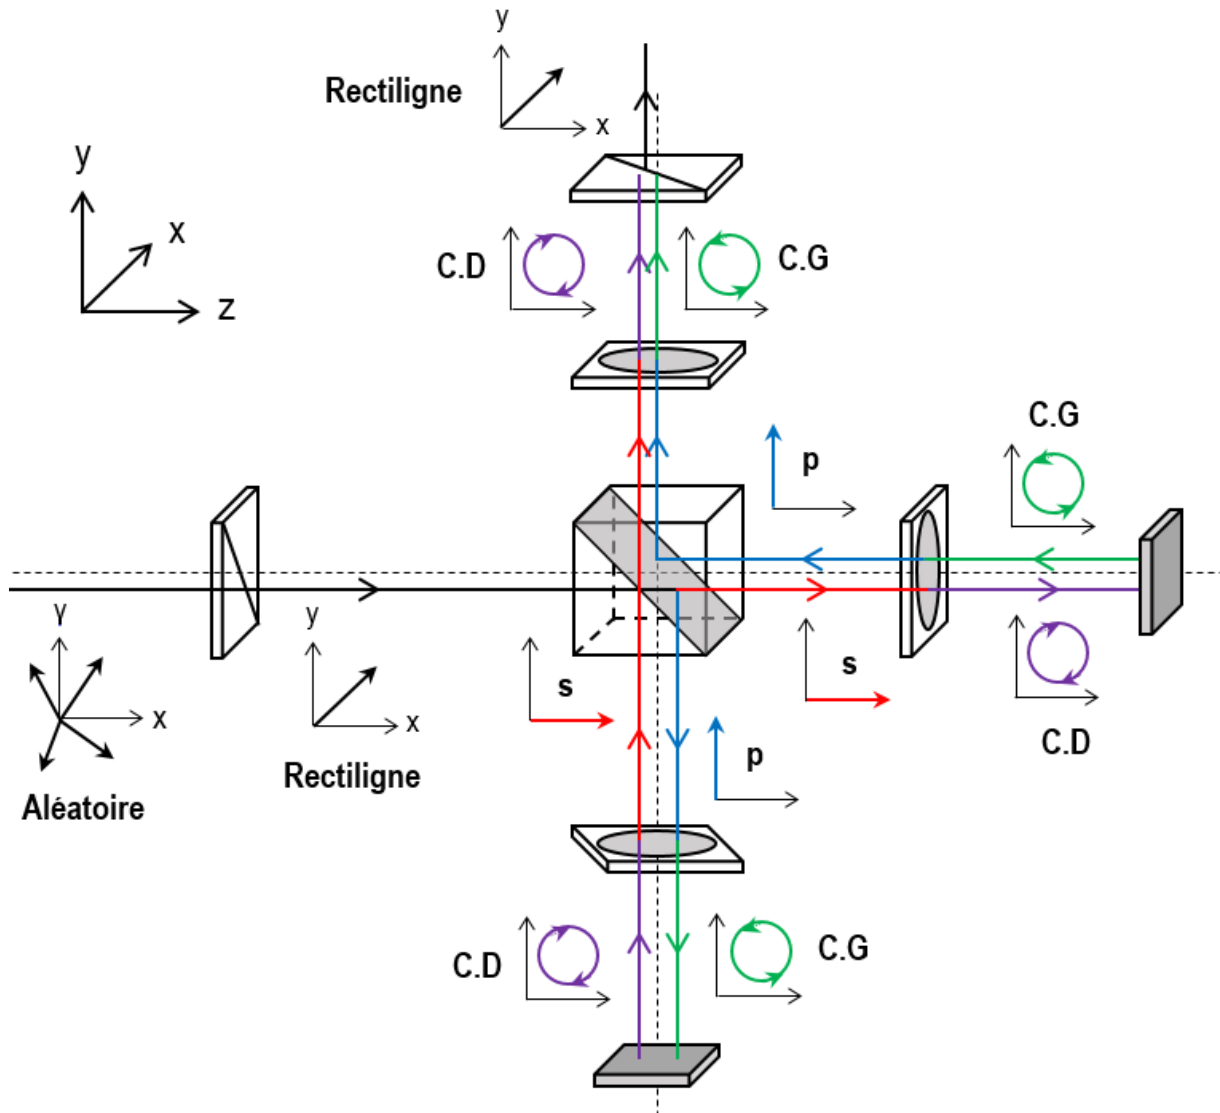 y
Rectiligne
x
y
x
z
C.D
C.G
C.G
p
y
s
s
Y
x
x
C.D
Rectiligne
p
Aléatoire
C.D
C.G